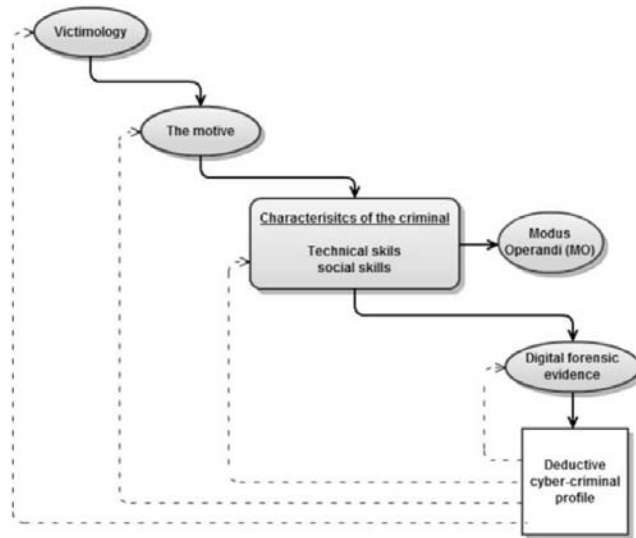 Victimology
The motive
Characterisitcs of the criminal
Technical skils
social skills
Modus
Operandi (MO)
Digital forensic
evidence
Deductive
cyber-criminal
profile